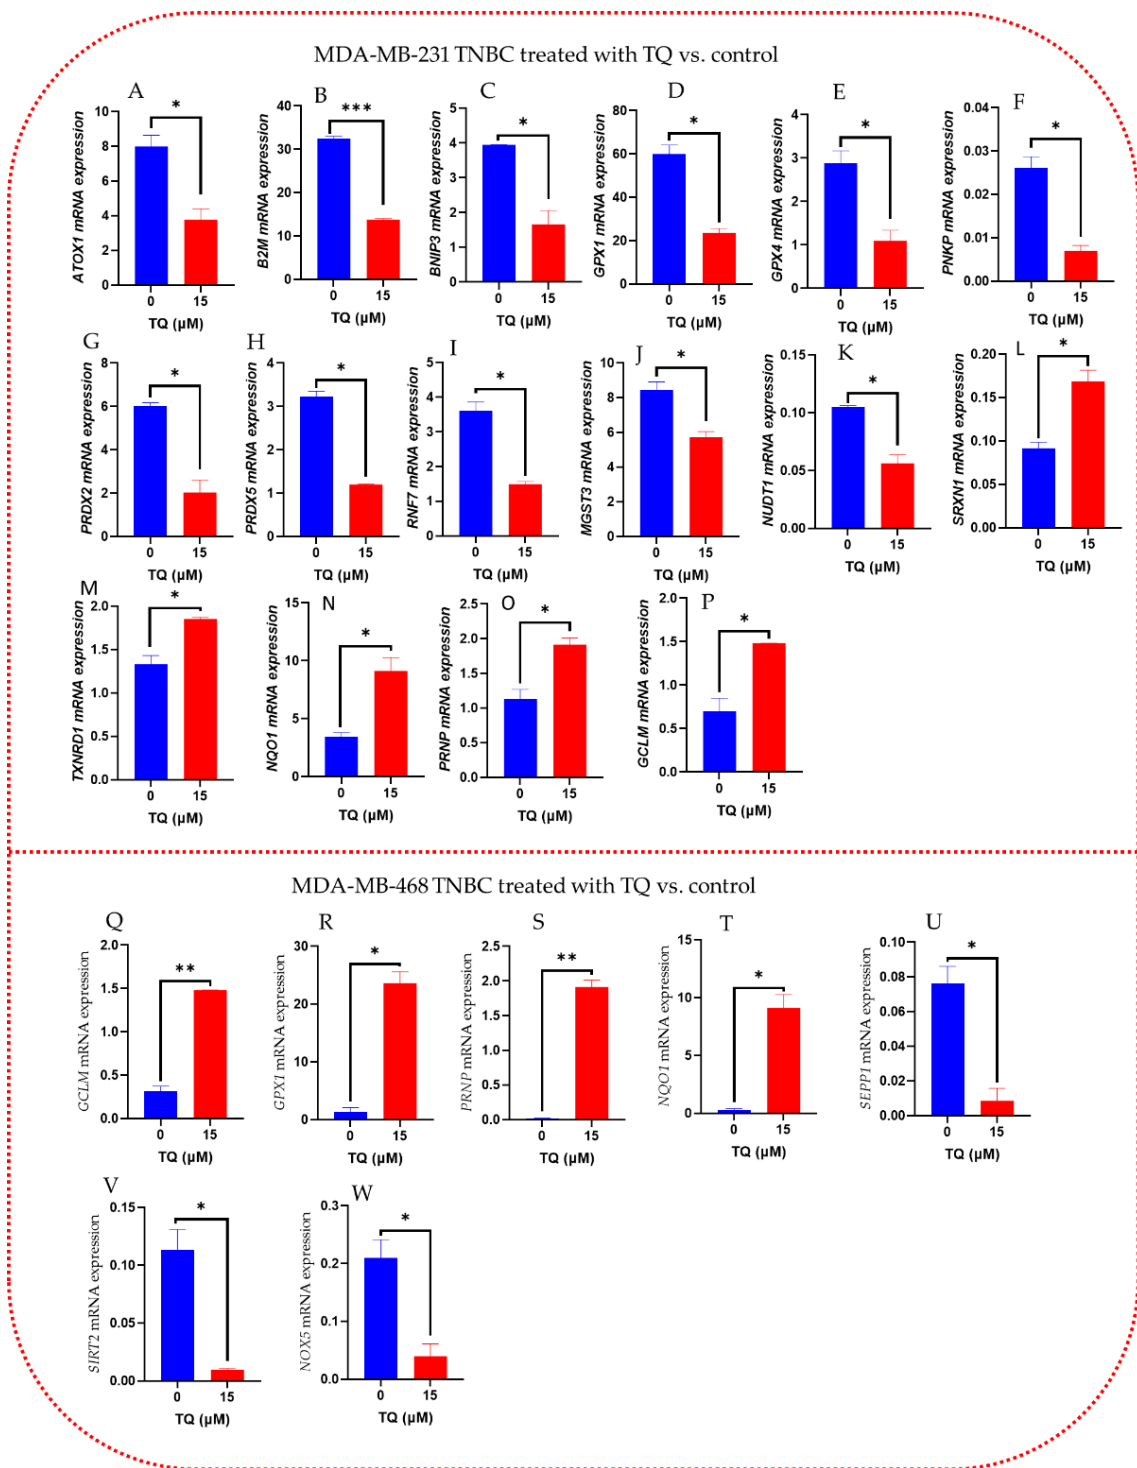 MDA-MB-231 TNBC treated with TQ vs. control
A
ATOX1 mRNA expression
10
8
6
4
2
0
*
0 15
TQ (μM)
B
B2M mRNA expression
40
30
20
10
0
***
0 15
TQ (μM)
C
BNIP3 mRNA expression
5
4
3
2
1
0
*
0 15
TQ (μM)
D
GPX1 mRNA expression
80
60
40
20
0
*
0 15
TQ (μM)
E
GPX4 mRNA expression
4
3
2
1
0
*
0 15
TQ (μM)
F
PNKP mRNA expression
0.04
0.03
0.02
0.01
0.00
*
0 15
TQ (μM)
G
PRDX2 mRNA expression
8
6
4
2
0
*
0 15
TQ (μM)
H
PRDX5 mRNA expression
4
3
2
1
0
*
0 15
TQ (μM)
I
RNF7 mRNA expression
5
4
3
2
1
0
*
0 15
TQ (μM)
J
MGST3 mRNA expression
10
8
6
4
2
0
*
0 15
TQ (μM)
K
NUDT1 mRNA expression
0.15
0.10
0.05
0.00
*
0 15
TQ (μM)
L
SRXN1 mRNA expression
0.20
0.15
0.10
0.05
0.00
*
0 15
TQ (μM)
M
TXNRD1 mRNA expression
2.0
1.5
1.0
0.5
0.0
*
0 15
TQ (μM)
N
NQO1 mRNA expression
15
10
5
0
*
0 15
TQ (μM)
O
PRNP mRNA expression
2.5
2.0
1.5
1.0
0.5
0.0
*
0 15
TQ (μM)
P
GCLM mRNA expression
2.0
1.5
1.0
0.5
0.0
*
0 15
TQ (μM)
MDA-MB-468 TNBC treated with TQ vs. control
Q
GCLM mRNA expression
2.0
1.5
1.0
0.5
0.0
**
0 15
TQ (μM)
R
GPX1 mRNA expression
30
20
10
0
*
0 15
TQ (μM)
S
PRNP mRNA expression
2.5
2.0
1.5
1.0
0.5
0.0
**
0 15
TQ (μM)
T
NQO1 mRNA expression
15
10
5
0
*
0 15
TQ (μM)
U
SEPP1 mRNA expression
0.10
0.08
0.06
0.04
0.02
0.00
*
0 15
TQ (μM)
V
SIRT2 mRNA expression
0.15
0.10
0.05
0.00
*
0 15
TQ (μM)
W
NOX5 mRNA expression
0.3
0.2
0.1
0.0
*
0 15
TQ (μM)